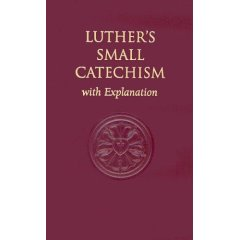 LUTHER'S
SMALL
CATECHISM
with Explanation